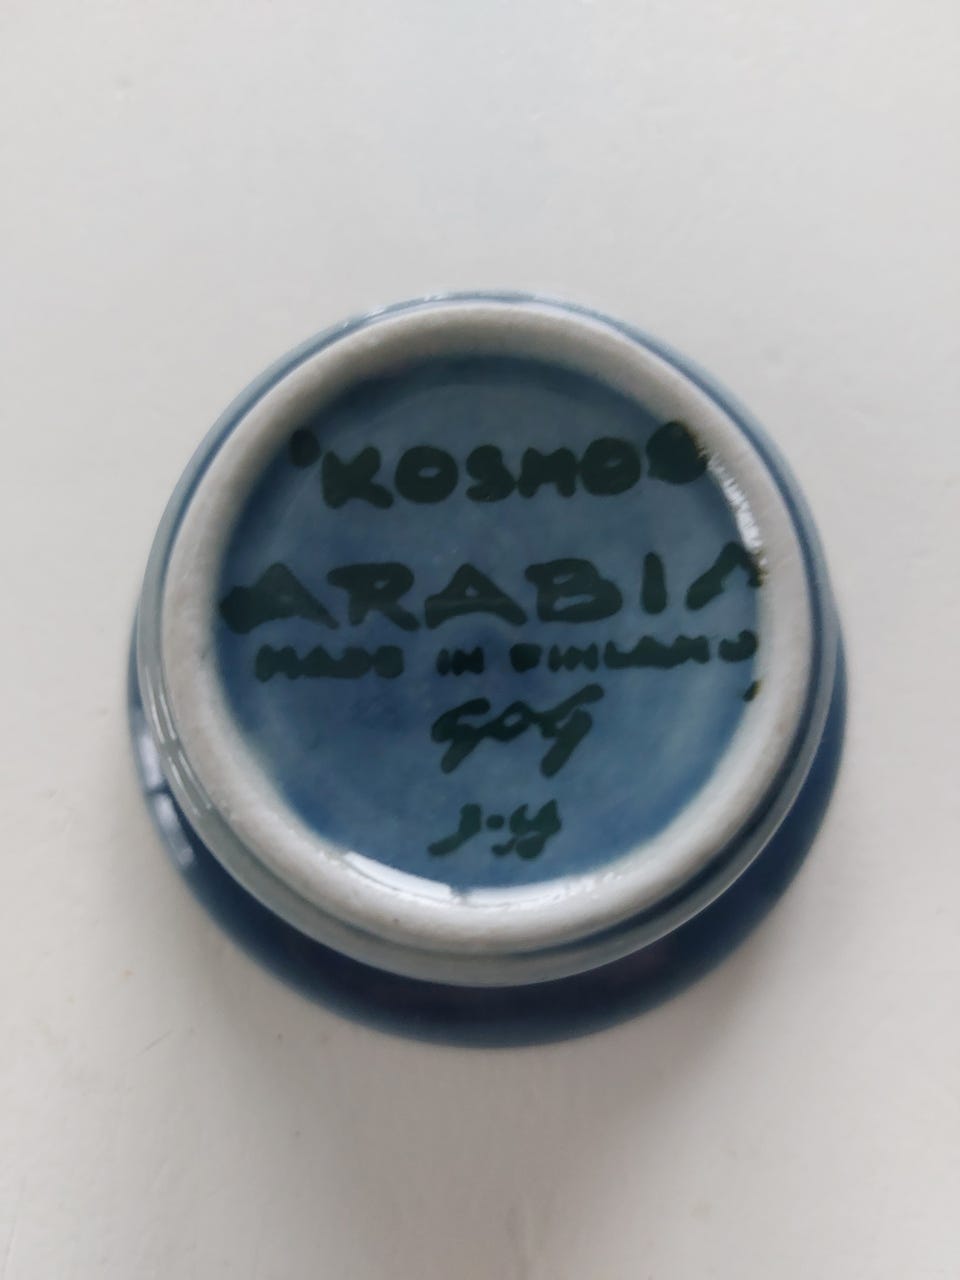 "KOSMOS"
ARABIA
MADE IN FINLAND
GOG